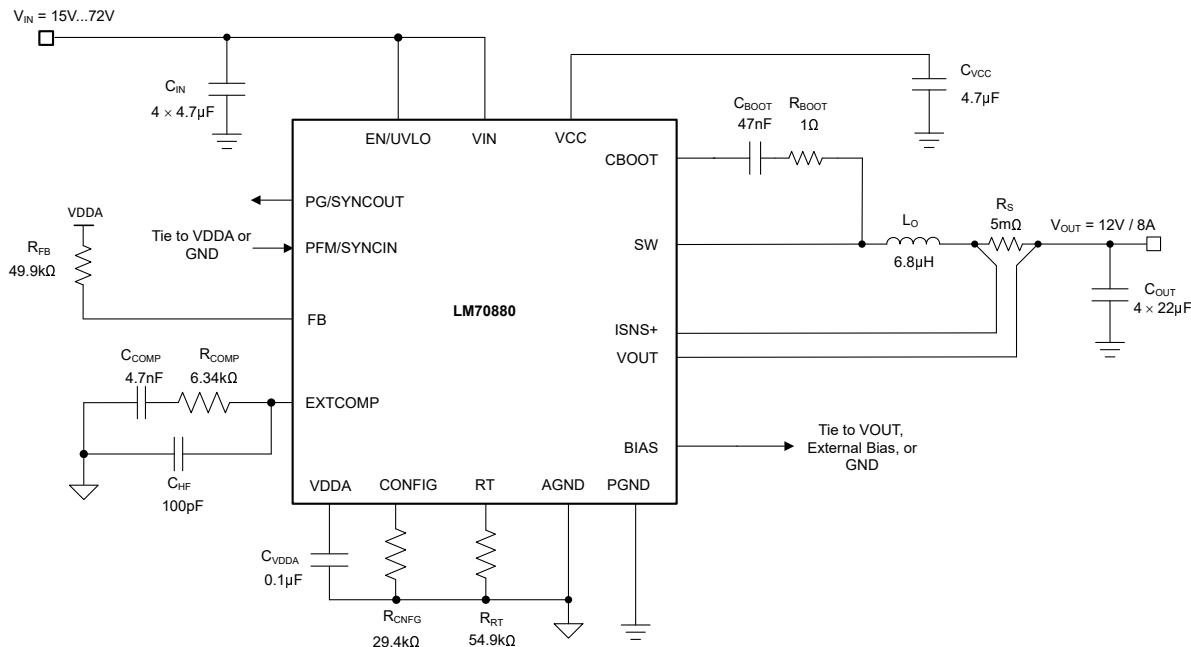 V_IN = 15V...72V
C_IN
4 × 4.7µF
C_VCC
4.7µF
C_BOOT
47nF
R_BOOT
1Ω
EN/UVLO
VIN
VCC
CBOOT
PG/SYNCOUT
VDDA
Tie to VDDA or
GND
PFM/SYNCIN
R_FB
49.9kΩ
SW
L_O
6.8µH
R_S
5mΩ
V_OUT = 12V / 8A
C_OUT
4 × 22µF
FB
LM70880
ISNS+
VOUT
C_COMP
4.7nF
R_COMP
6.34kΩ
EXTCOMP
C_HF
100pF
BIAS
Tie to VOUT,
External Bias, or
GND
VDDA
CONFIG
RT
AGND
PGND
C_VDDA
0.1µF
R_CNFG
29.4kΩ
R_RT
54.9kΩ